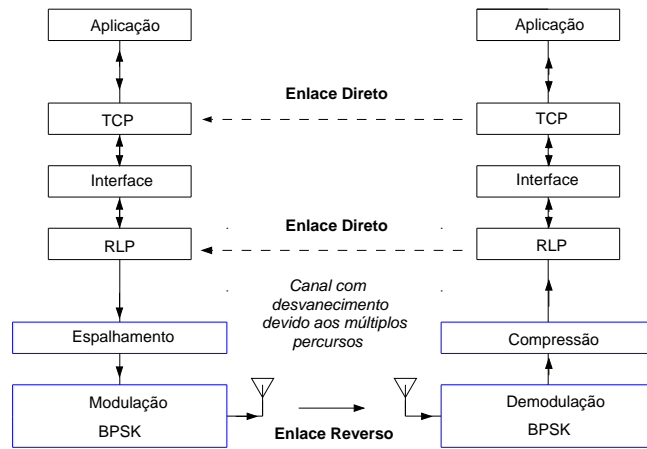 Aplicação
Aplicação
Enlace Direto
TCP
TCP
Interface
Interface
Enlace Direto
RLP
RLP
Canal com
desvanecimento
devido aos múltiplos
percursos
Espalhamento
Compressão
Modulação
BPSK
Demodulação
BPSK
Enlace Reverso